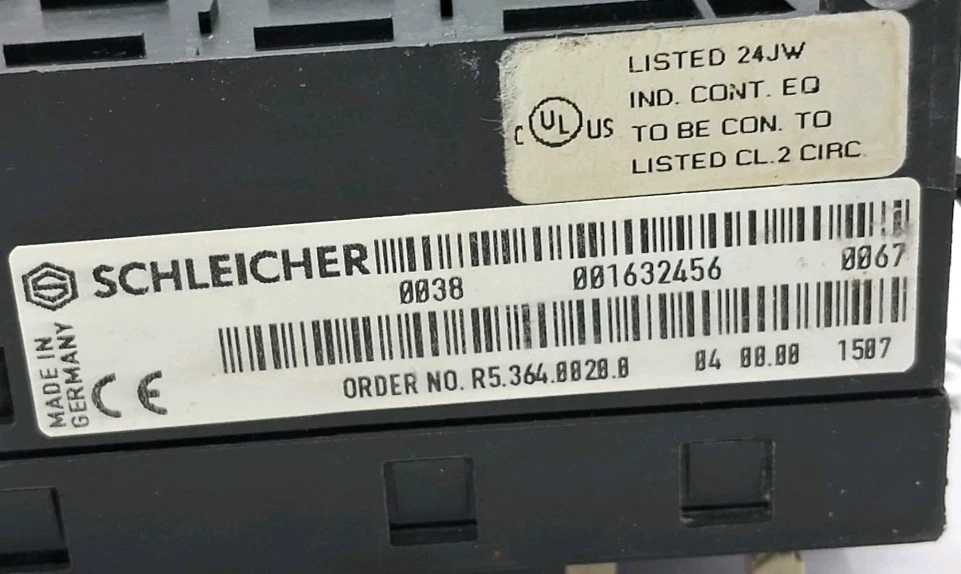 LISTED 24JW
IND. CONT. EQ
C UL US TO BE CON. TO
LISTED CL.2 CIRC
SCHLEICHER
0038 001632456 0067
MADE IN
GERMANY
CE
ORDER NO. R5.364.0020.0 04 00.00 1507